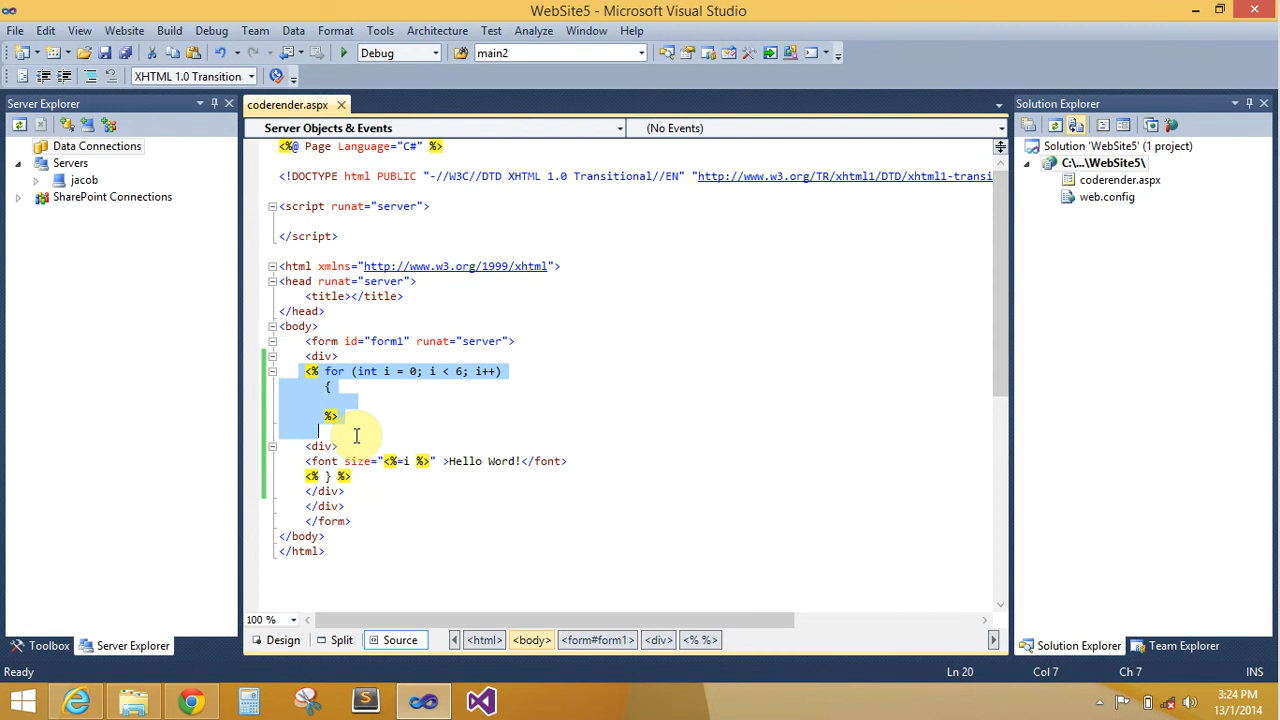 WebSite5 - Microsoft Visual Studio
File Edit View Website Build Debug Team Data Format Tools Architecture Test Analyze Window Help
Debug main2
XHTML 1.0 Transition
Server Explorer
Data Connections
Servers
jacob
SharePoint Connections
Toolbox Server Explorer
coderender.aspx
Server Objects & Events (No Events)
<%@ Page Language="C#" %>
<!DOCTYPE html PUBLIC "-//W3C//DTD XHTML 1.0 Transitional//EN" "http://www.w3.org/TR/xhtml1/DTD/xhtml1-transi
<script runat="server">
</script>
<html xmlns="http://www.w3.org/1999/xhtml">
<head runat="server">
<title></title>
</head>
<body>
<form id="form1" runat="server">
<div>
<% for (int i = 0; i < 6; i++)
{
%>
<div>
<font size="<%=i %>" >Hello Word!</font>
<% } %>
</div>
</div>
</form>
</body>
</html>
100 %
Design Split Source <html> <body> <form#form1> <div> <% %>
Solution Explorer
Solution 'WebSite5' (1 project)
C:\...\WebSite5\
coderender.aspx
web.config
Solution Explorer Team Explorer
Ready Ln 20 Col 7 Ch 7 INS
3:24 PM
13/1/2014